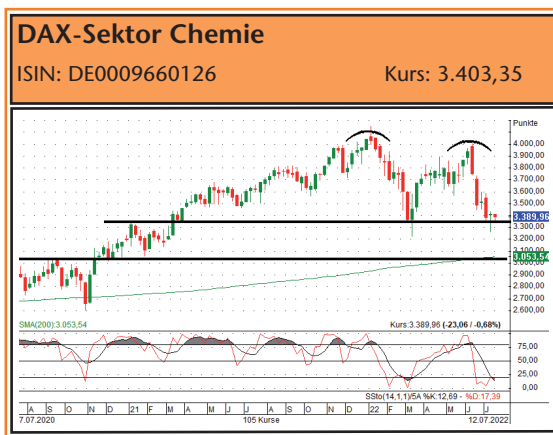 DAX-Sektor Chemie
ISIN: DE0009660126 Kurs: 3.403,35
Punkte
4.000,00
3.900,00
3.800,00
3.700,00
3.600,00
3.500,00
3.389,96
3.300,00
3.200,00
3.100,00
3.053,54
2.900,00
2.800,00
2.700,00
2.600,00
SMA(200):3.053,54 Kurs:3.389,96 (-23,06 / -0,68%)
75,00
50,00
25,00
0,00
SSto(14,1,1)/5A %K:12,69 - %D:17,39
A S O N D 21 F M A M J J A S O N D 22 F M A M J J
7.07.2020 105 Kurse 12.07.2022